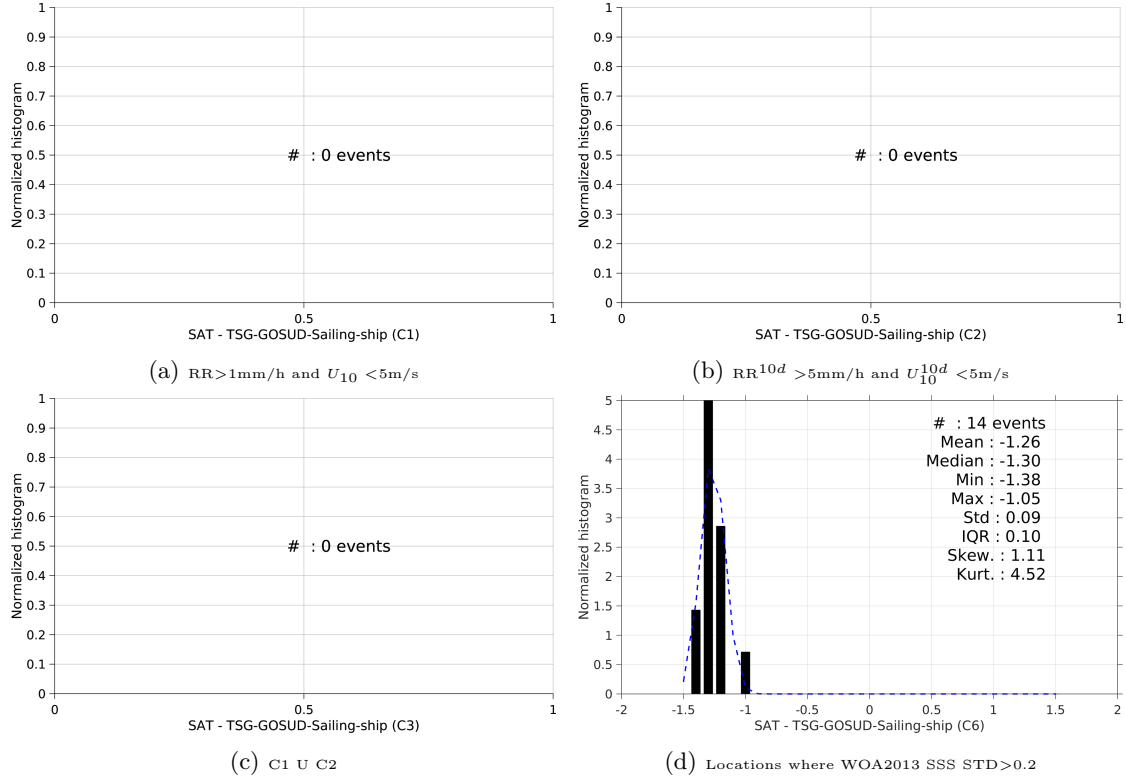 1
0.9
0.8
0.7
0.6
0.5
0.4
0.3
0.2
0.1
0
Normalized histogram
# : 0 events
0 0.5 1
SAT - TSG-GOSUD-Sailing-ship (C1)
(a) RR>1mm/h and U10 <5m/s
1
0.9
0.8
0.7
0.6
0.5
0.4
0.3
0.2
0.1
0
Normalized histogram
# : 0 events
0 0.5 1
SAT - TSG-GOSUD-Sailing-ship (C2)
(b) RR^10d >5mm/h and U10^10d <5m/s
1
0.9
0.8
0.7
0.6
0.5
0.4
0.3
0.2
0.1
0
Normalized histogram
# : 0 events
0 0.5 1
SAT - TSG-GOSUD-Sailing-ship (C3)
(c) C1 U C2
5
4.5
4
3.5
3
2.5
2
1.5
1
0.5
0
Normalized histogram
# : 14 events
Mean : -1.26
Median : -1.30
Min : -1.38
Max : -1.05
Std : 0.09
IQR : 0.10
Skew. : 1.11
Kurt. : 4.52
-2 -1.5 -1 -0.5 0 0.5 1 1.5 2
SAT - TSG-GOSUD-Sailing-ship (C6)
(d) Locations where WOA2013 SSS STD>0.2